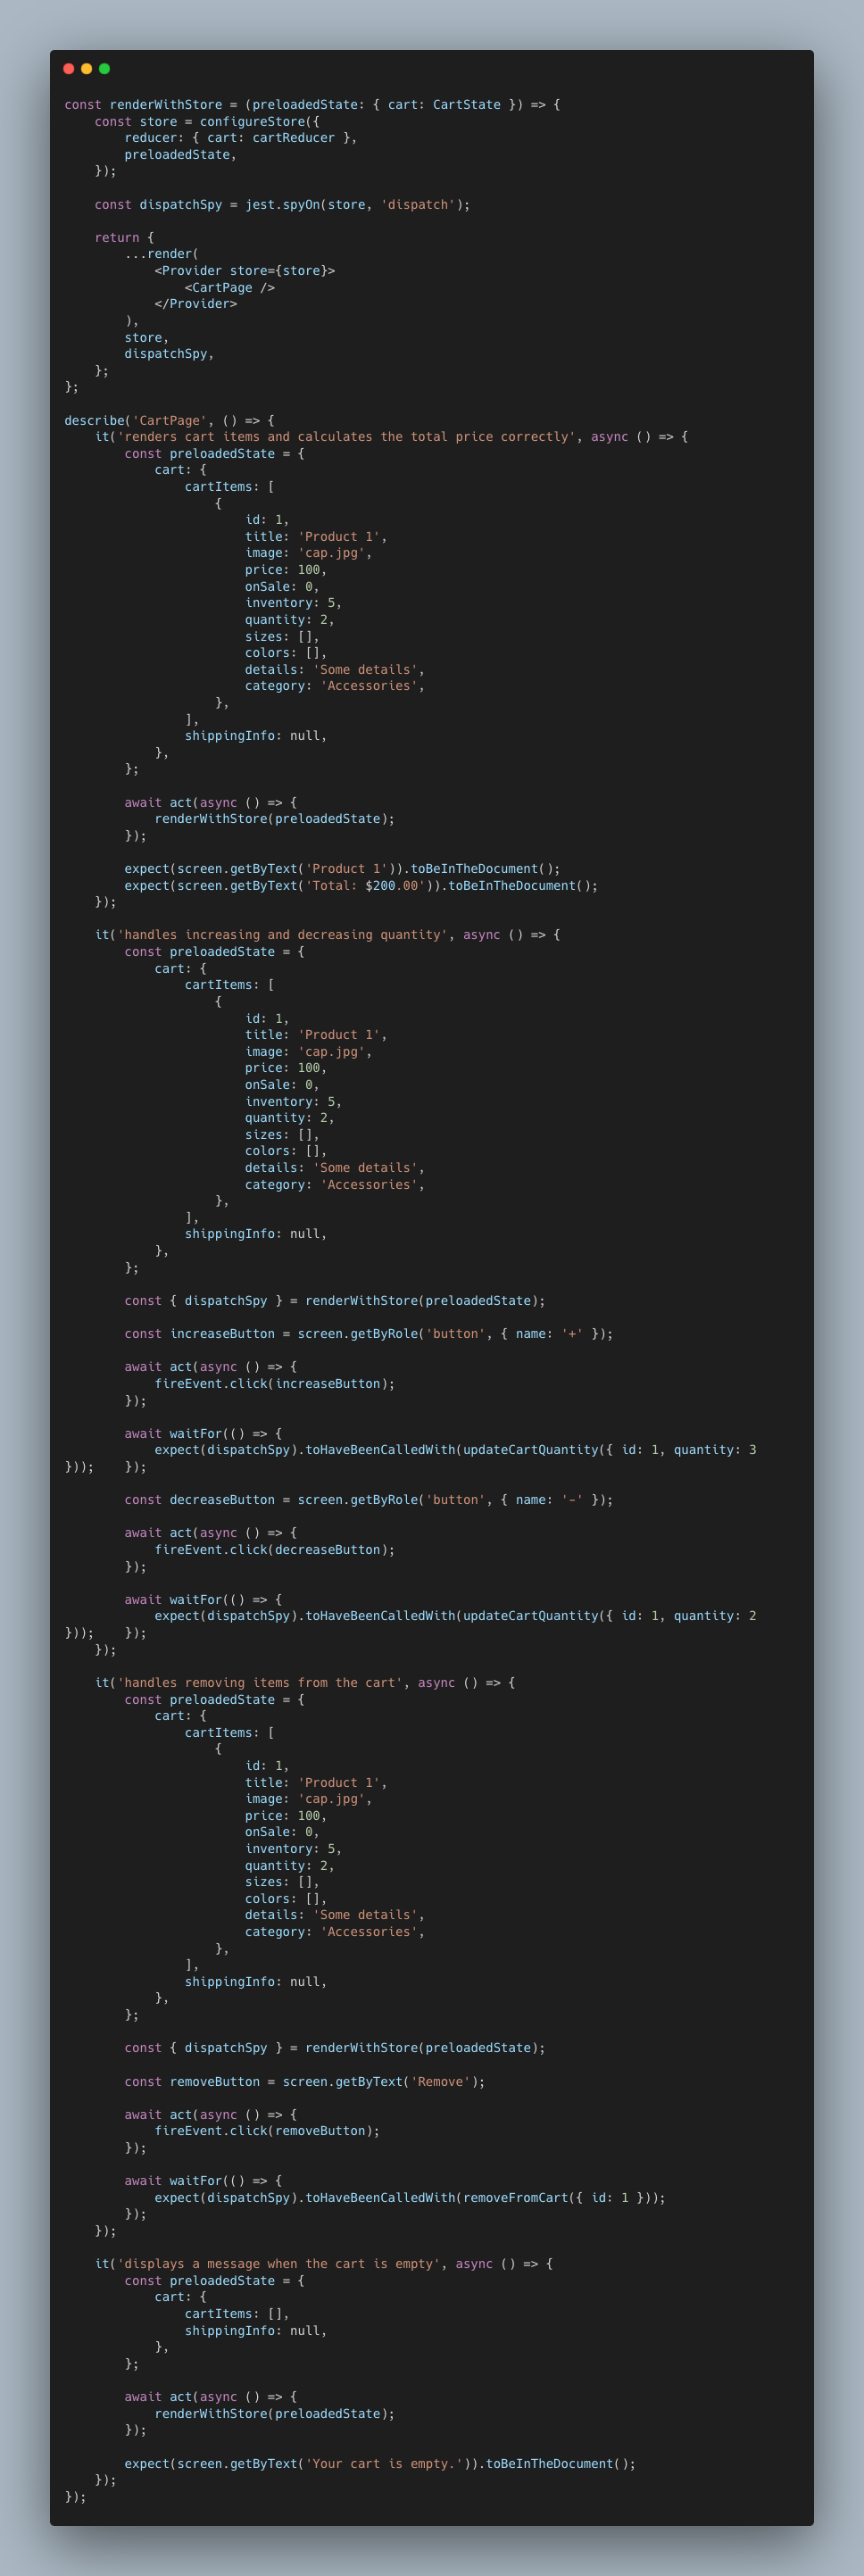 const renderWithStore = (preloadedState: { cart: CartState }) => {
    const store = configureStore({
        reducer: { cart: cartReducer },
        preloadedState,
    });

    const dispatchSpy = jest.spyOn(store, 'dispatch');

    return {
        ...render(
            <Provider store={store}>
                <CartPage />
            </Provider>
        ),
        store,
        dispatchSpy,
    };
};

describe('CartPage', () => {
    it('renders cart items and calculates the total price correctly', async () => {
        const preloadedState = {
            cart: {
                cartItems: [
                    {
                        id: 1,
                        title: 'Product 1',
                        image: 'cap.jpg',
                        price: 100,
                        onSale: 0,
                        inventory: 5,
                        quantity: 2,
                        sizes: [],
                        colors: [],
                        details: 'Some details',
                        category: 'Accessories',
                    },
                ],
                shippingInfo: null,
            },
        };

        await act(async () => {
            renderWithStore(preloadedState);
        });

        expect(screen.getByText('Product 1')).toBeInTheDocument();
        expect(screen.getByText('Total: $200.00')).toBeInTheDocument();
    });

    it('handles increasing and decreasing quantity', async () => {
        const preloadedState = {
            cart: {
                cartItems: [
                    {
                        id: 1,
                        title: 'Product 1',
                        image: 'cap.jpg',
                        price: 100,
                        onSale: 0,
                        inventory: 5,
                        quantity: 2,
                        sizes: [],
                        colors: [],
                        details: 'Some details',
                        category: 'Accessories',
                    },
                ],
                shippingInfo: null,
            },
        };

        const { dispatchSpy } = renderWithStore(preloadedState);

        const increaseButton = screen.getByRole('button', { name: '+' });

        await act(async () => {
            fireEvent.click(increaseButton);
        });

        await waitFor(() => {
            expect(dispatchSpy).toHaveBeenCalledWith(updateCartQuantity({ id: 1, quantity: 3
}));    });

        const decreaseButton = screen.getByRole('button', { name: '-' });

        await act(async () => {
            fireEvent.click(decreaseButton);
        });

        await waitFor(() => {
            expect(dispatchSpy).toHaveBeenCalledWith(updateCartQuantity({ id: 1, quantity: 2
}));    });
    });

    it('handles removing items from the cart', async () => {
        const preloadedState = {
            cart: {
                cartItems: [
                    {
                        id: 1,
                        title: 'Product 1',
                        image: 'cap.jpg',
                        price: 100,
                        onSale: 0,
                        inventory: 5,
                        quantity: 2,
                        sizes: [],
                        colors: [],
                        details: 'Some details',
                        category: 'Accessories',
                    },
                ],
                shippingInfo: null,
            },
        };

        const { dispatchSpy } = renderWithStore(preloadedState);

        const removeButton = screen.getByText('Remove');

        await act(async () => {
            fireEvent.click(removeButton);
        });

        await waitFor(() => {
            expect(dispatchSpy).toHaveBeenCalledWith(removeFromCart({ id: 1 }));
        });
    });

    it('displays a message when the cart is empty', async () => {
        const preloadedState = {
            cart: {
                cartItems: [],
                shippingInfo: null,
            },
        };

        await act(async () => {
            renderWithStore(preloadedState);
        });

        expect(screen.getByText('Your cart is empty.')).toBeInTheDocument();
    });
});